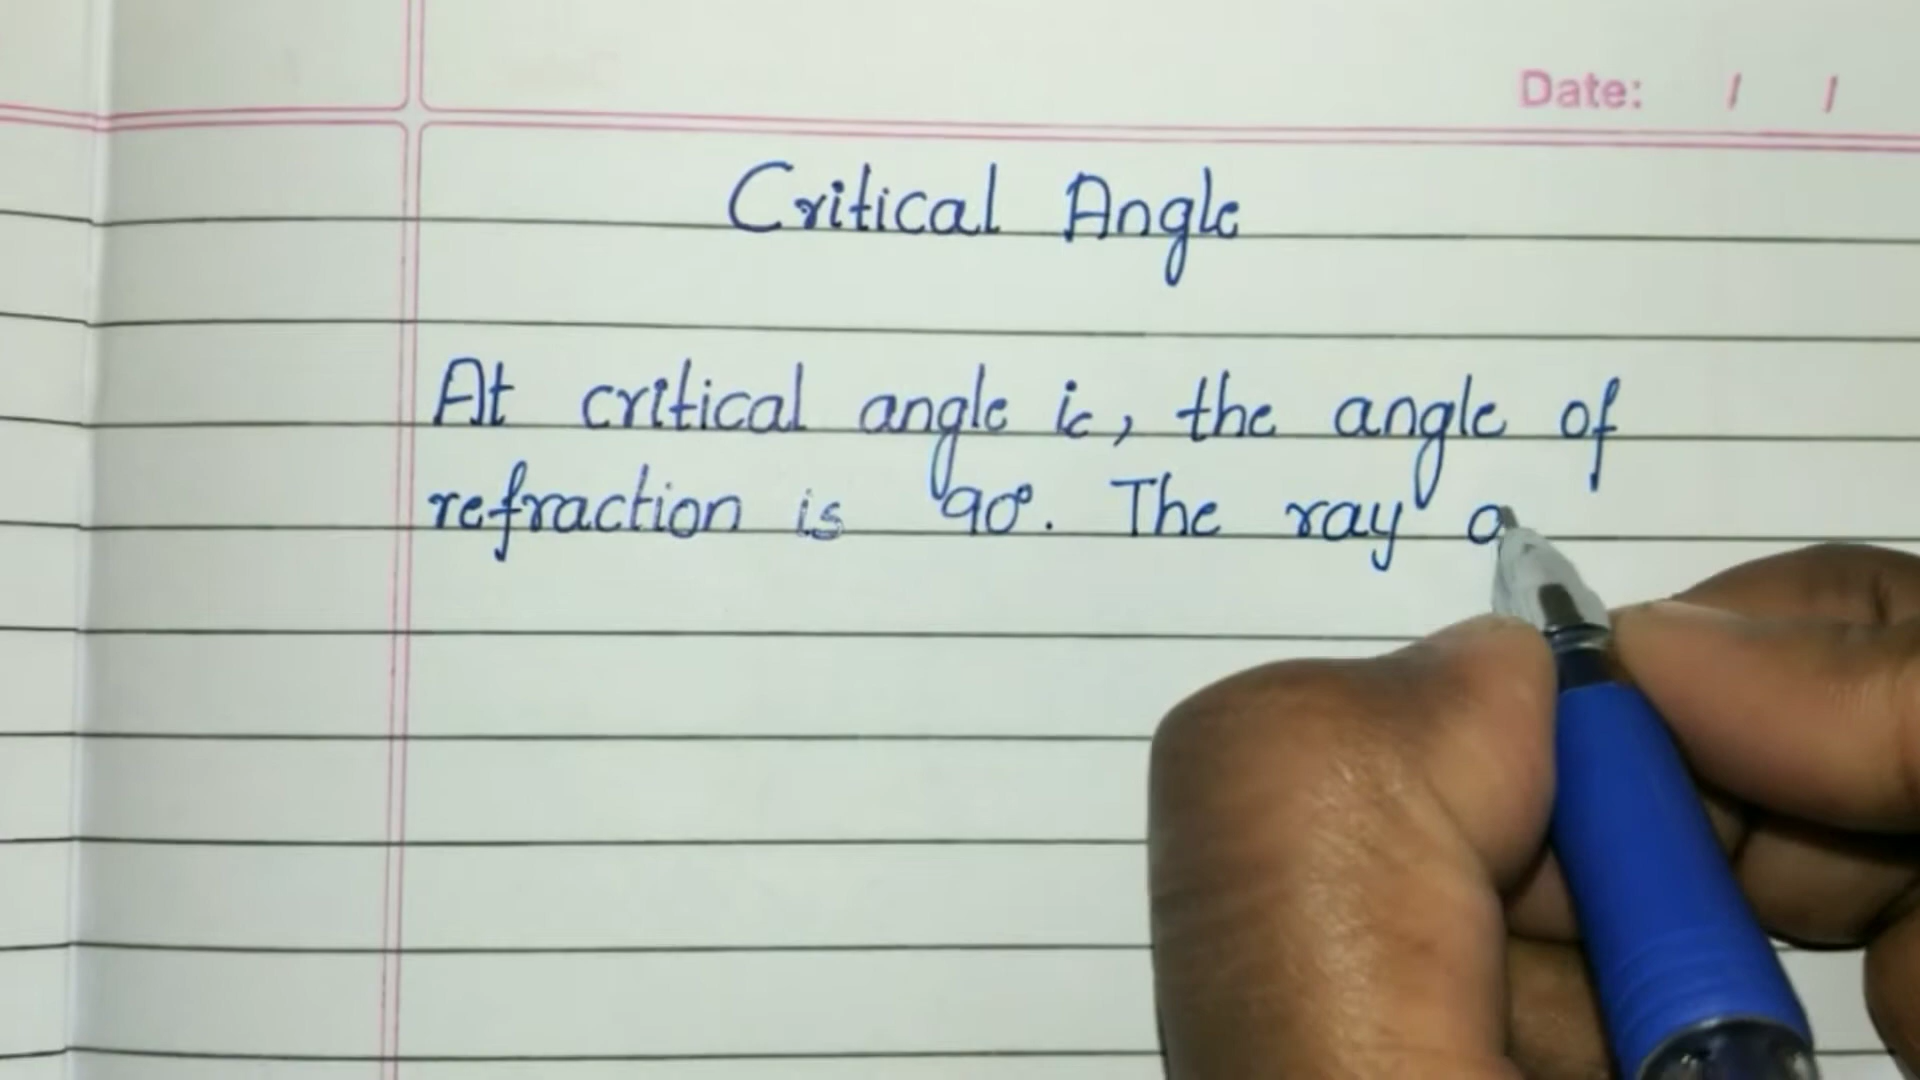 Date: / /
Critical Angle
At critical angle ic, the angle of
refraction is 90°. The ray